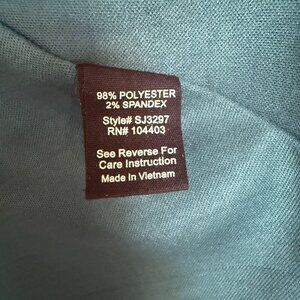 98% POLYESTER
2% SPANDEX
Style# SJ3297
RN# 104403
See Reverse For
Care Instruction
Made In Vietnam